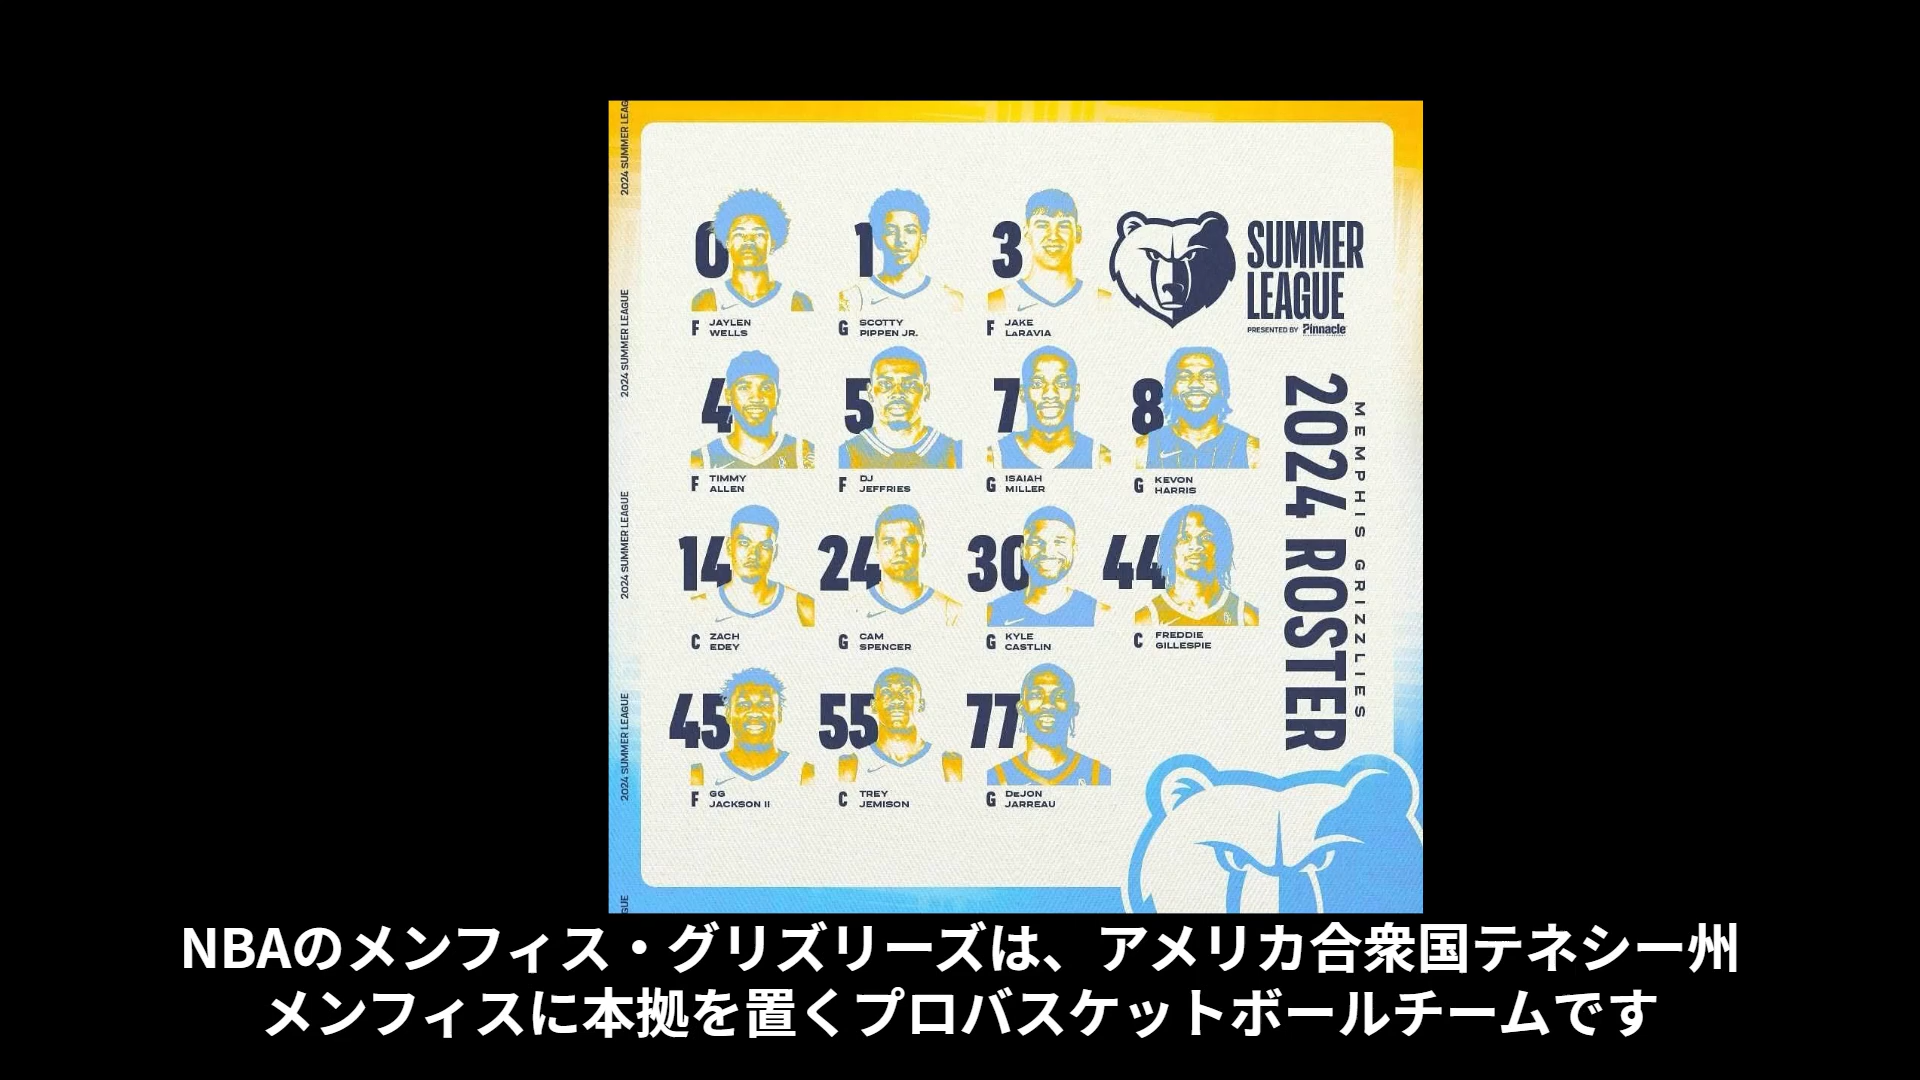 2024 SUMMER LEAG
2024 SUMMER LEAGUE
2024 SUMMER LEAGUE
2024 SUMMER LEAGUE
GUE
0
F JAYLEN
WELLS
1
G SCOTTY
PIPPEN JR.
3
F JAKE
LaRAVIA
SUMMER
LEAGUE
PRESENTED BY Pinnacle
4
F TIMMY
ALLEN
5
F DJ
JEFFRIES
7
G ISAIAH
MILLER
8
G KEVON
HARRIS
2024 ROSTER
MEMPHIS GRIZZLIES
14
C ZACH
EDEY
24
G CAM
SPENCER
30
G KYLE
CASTLIN
44
C FREDDIE
GILLESPIE
45
F GG
JACKSON II
55
C TREY
JEMISON
77
G DeJON
JARREAU
NBAのメンフィス・グリズリーズは、アメリカ合衆国テネシー州
メンフィスに本拠を置くプロバスケットボールチームです